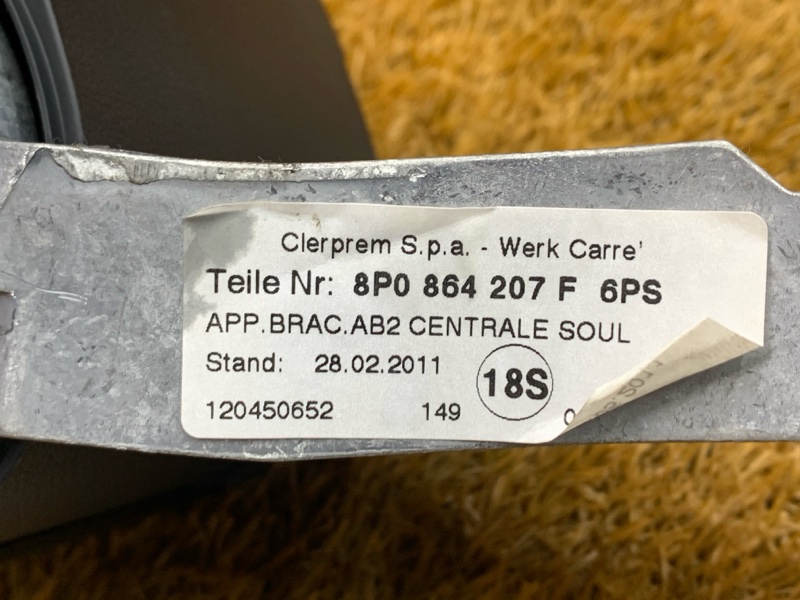 Clerprem S.p.a. - Werk Carre'
Teile Nr: 8P0 864 207 F 6PS
APP.BRAC.AB2 CENTRALE SOUL
Stand: 28.02.2011
18S
120450652 149